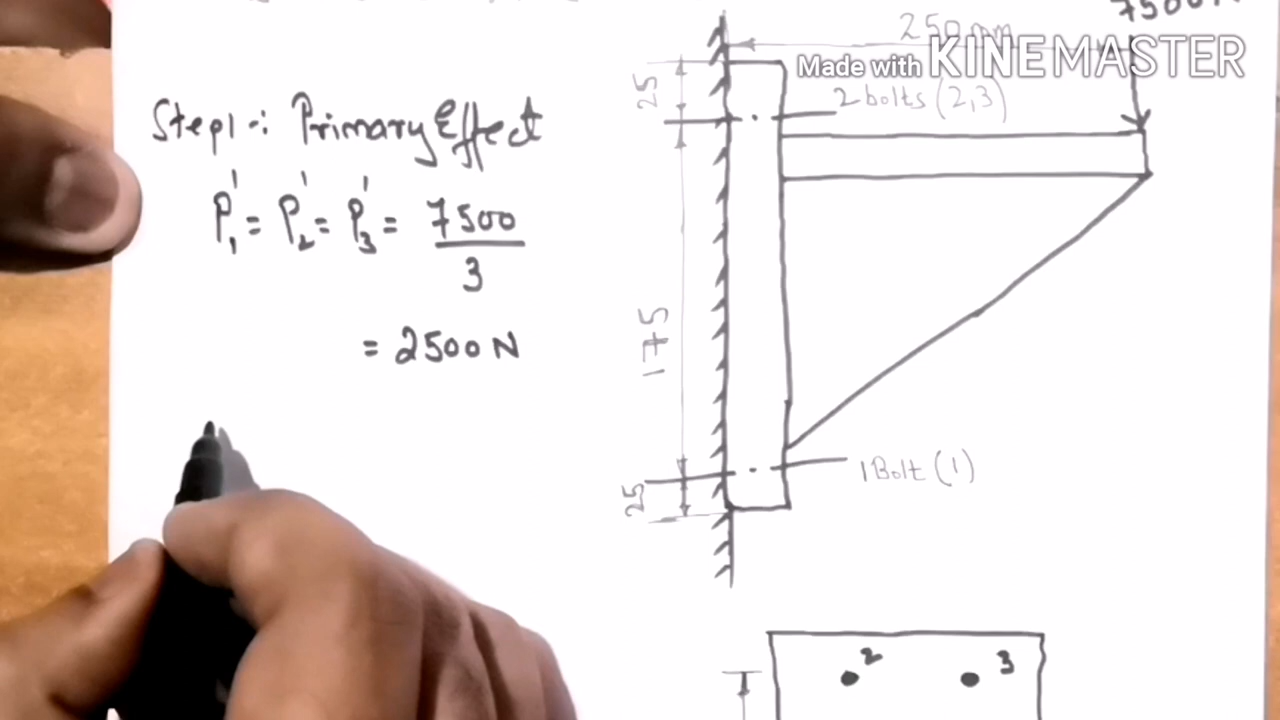 7500 N
250 mm
Made with KINEMASTER
25
2 bolts (2,3)
Step1 -: Primary Effect
P₁' = P₂' = P₃' = 7500
3
= 2500 N
175
1 Bolt (1)
25
2
3